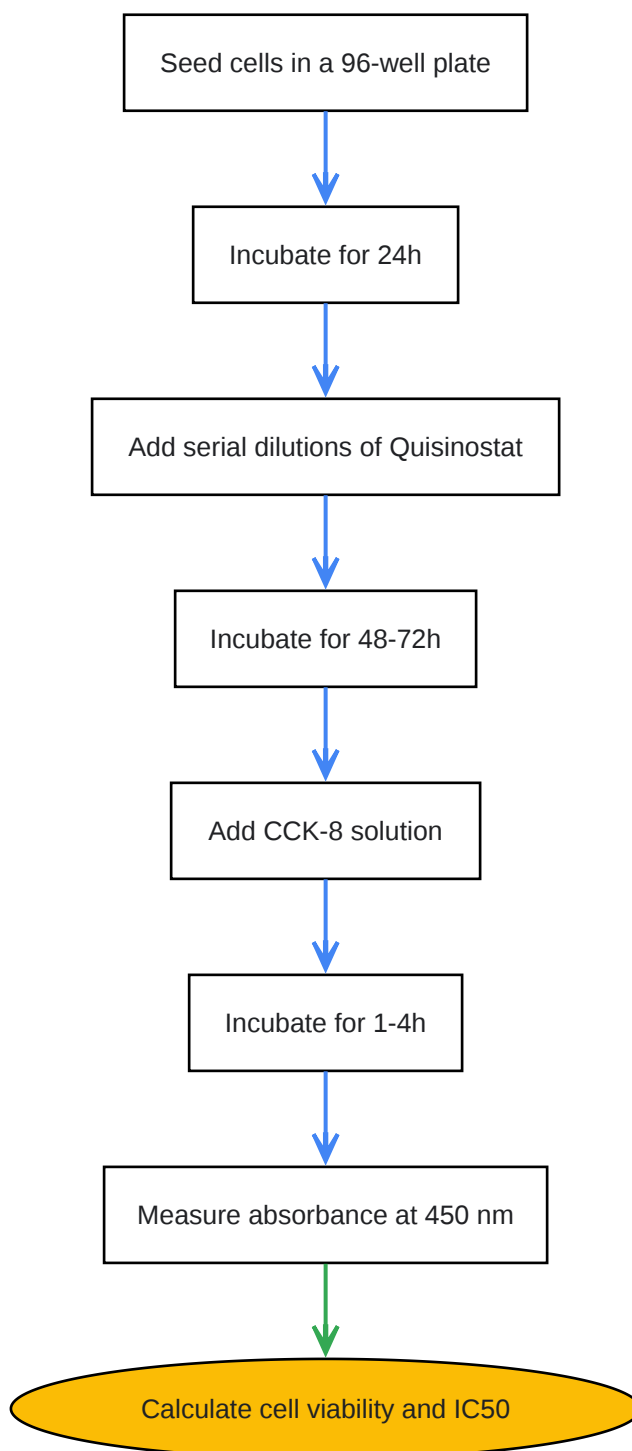 Seed cells in a 96-well plate
Incubate for 24h
Add serial dilutions of Quisinostat
Incubate for 48-72h
Add CCK-8 solution
Incubate for 1-4h
Measure absorbance at 450 nm
Calculate cell viability and IC50